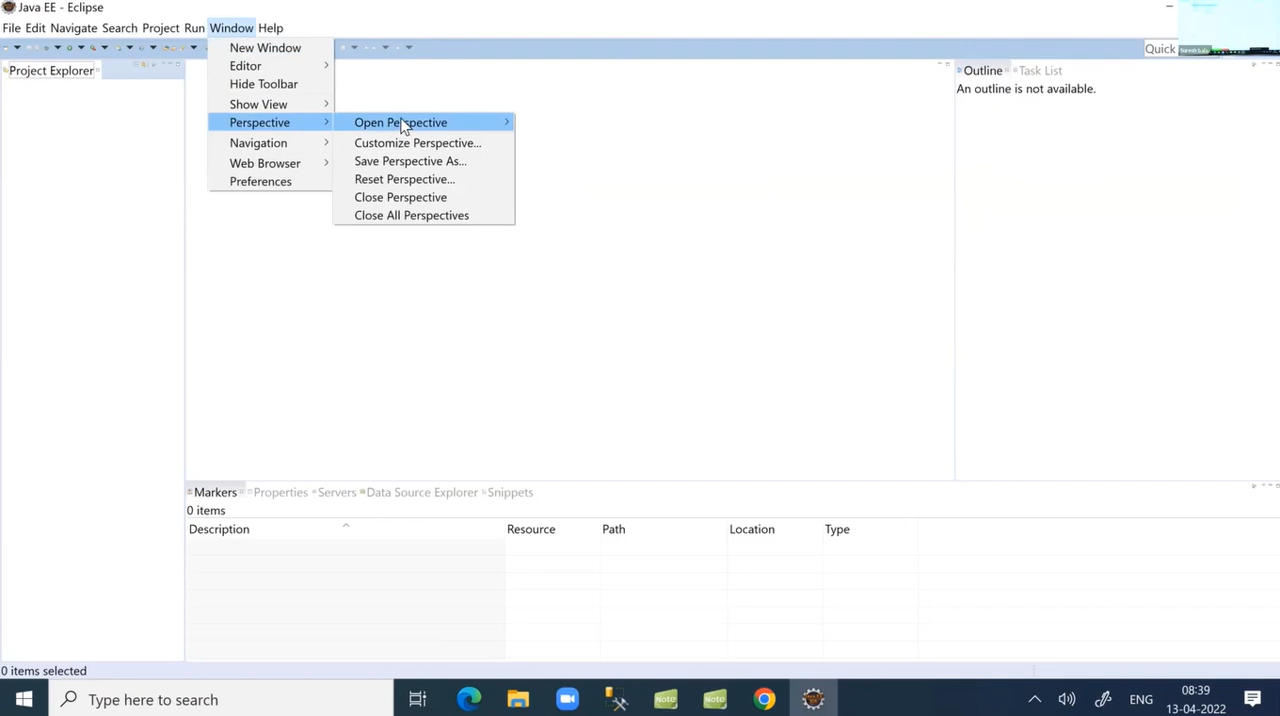 Java EE - Eclipse
File Edit Navigate Search Project Run Window Help
Quick
Project Explorer
New Window
Editor
Hide Toolbar
Show View
Perspective
Navigation
Web Browser
Preferences
Open Perspective
Customize Perspective...
Save Perspective As...
Reset Perspective...
Close Perspective
Close All Perspectives
Outline Task List
An outline is not available.
Markers Properties Servers Data Source Explorer Snippets
0 items
Description Resource Path Location Type
0 items selected
Type here to search
Note
Note
ENG
08:39
13-04-2022